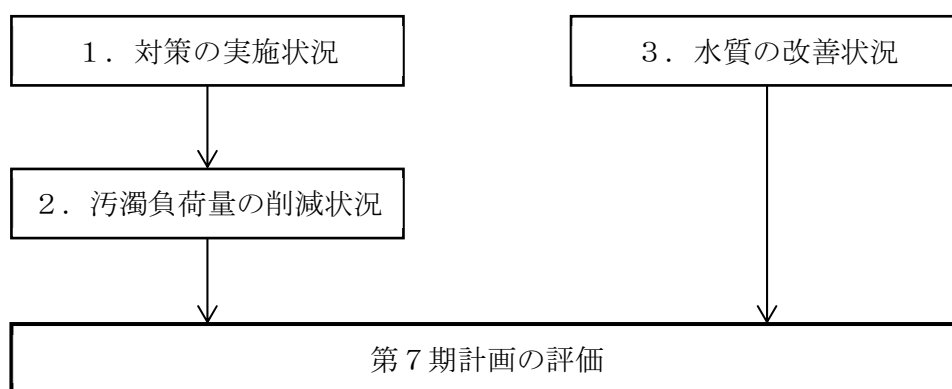 １．対策の実施状況
３．水質の改善状況
２．汚濁負荷量の削減状況
第７期計画の評価